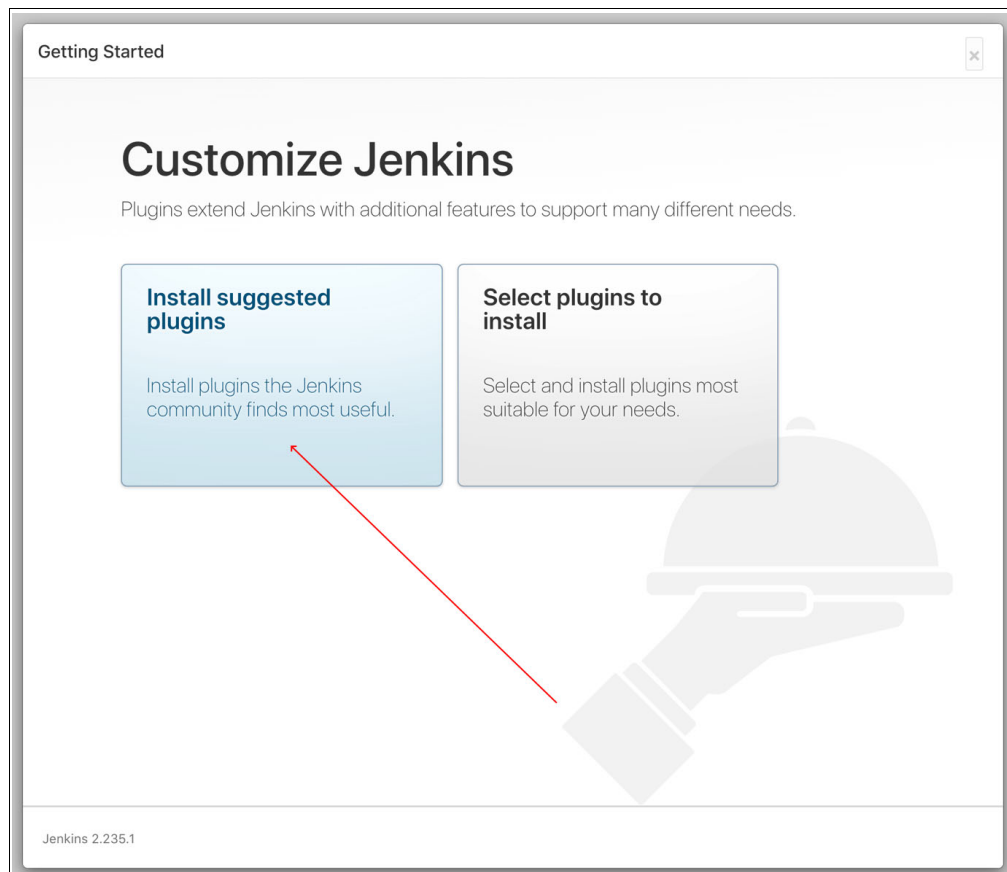 Getting Started
×
Customize Jenkins
Plugins extend Jenkins with additional features to support many different needs.
Install suggested
plugins
Install plugins the Jenkins
community finds most useful.
Select plugins to
install
Select and install plugins most
suitable for your needs.
Jenkins 2.235.1